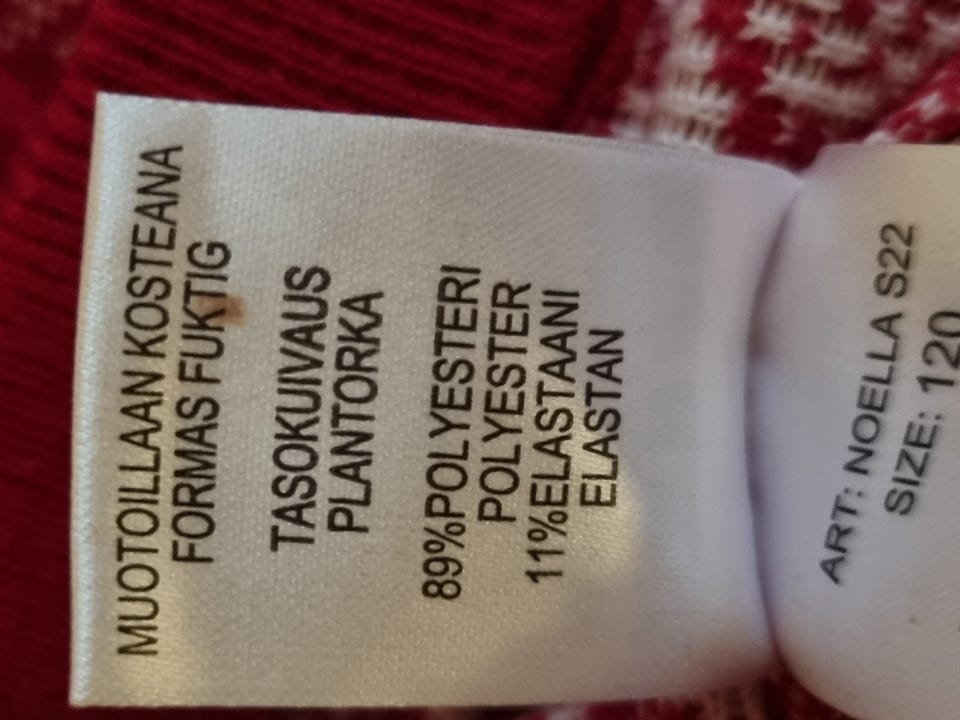 MUOTOILLAAN KOSTEANA
FORMAS FUKTIG
TASOKUIVAUS
PLANTORKA
89%POLYESTERI
POLYESTER
11%ELASTAANI
ELASTAN
ART: NOELLA S22
SIZE: 120